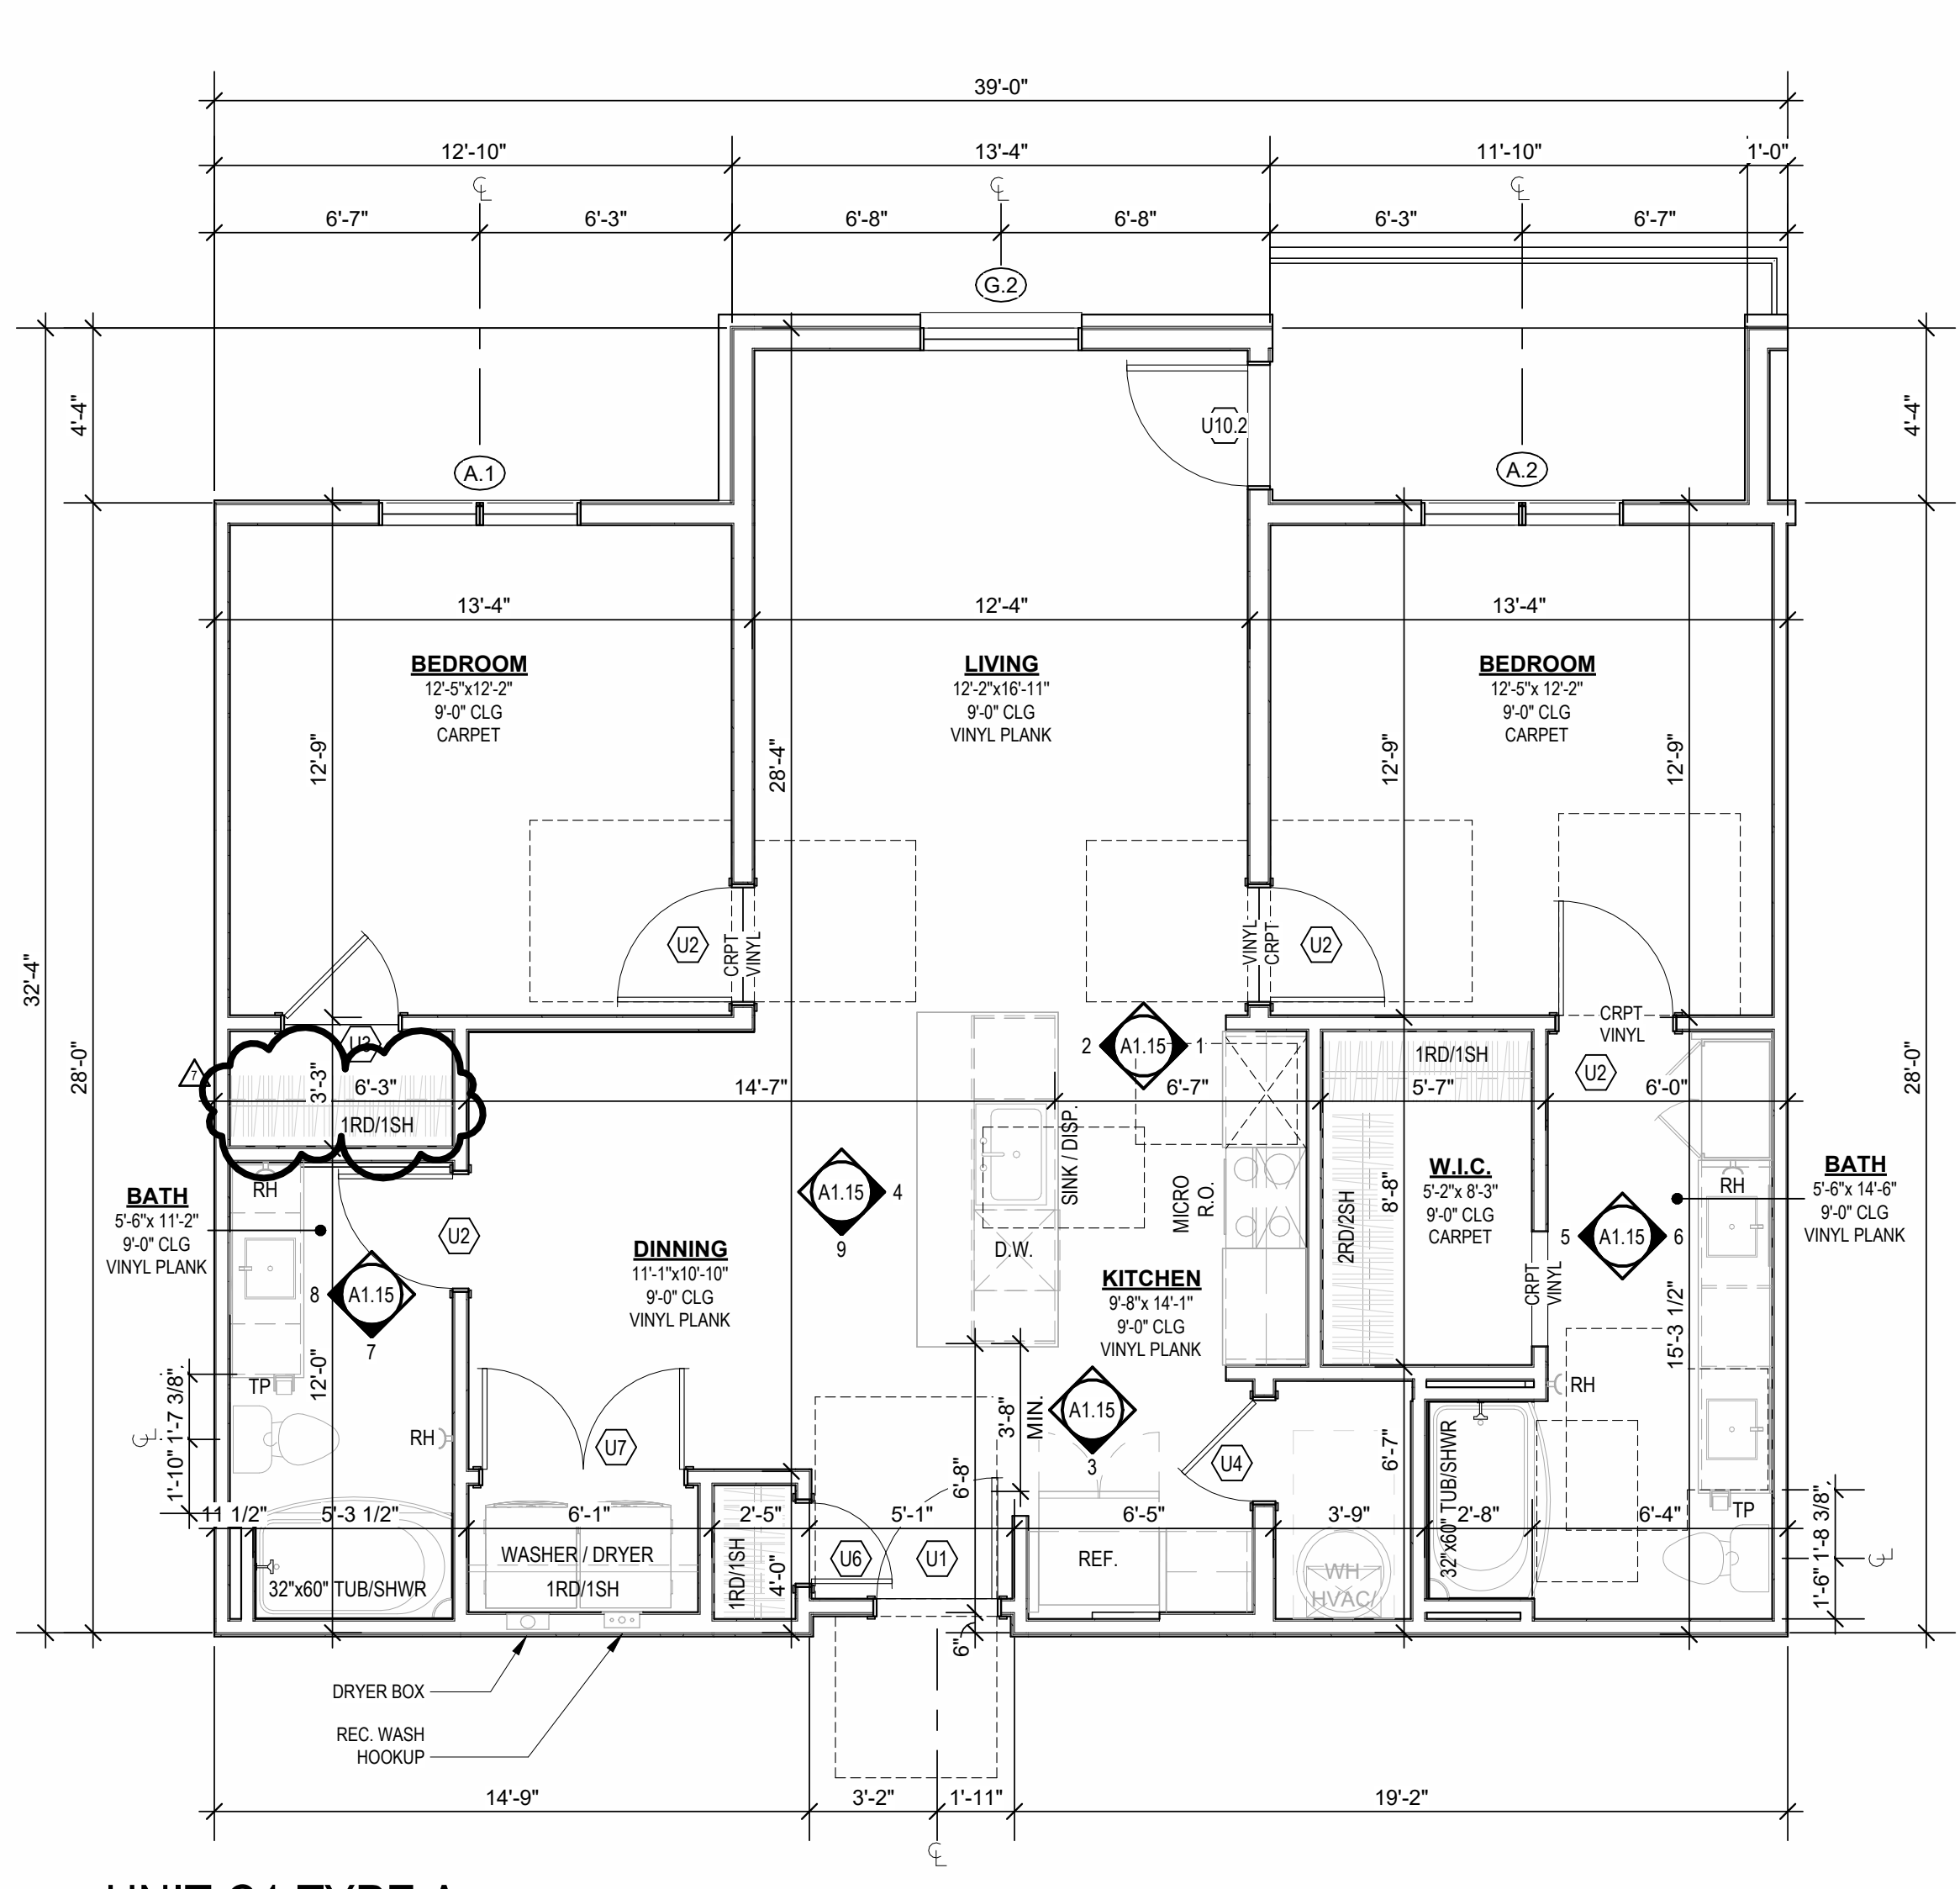 39'-0"
12'-10"
13'-4"
11'-10"
1'-0"
6'-7"
6'-3"
6'-8"
6'-8"
6'-3"
6'-7"
G.2
A.1
A.2
U10.2
4'-4"
4'-4"
13'-4"
12'-4"
13'-4"
BEDROOM
12'-5"x12'-2"
9'-0" CLG
CARPET
LIVING
12'-2"x16'-11"
9'-0" CLG
VINYL PLANK
BEDROOM
12'-5"x 12'-2"
9'-0" CLG
CARPET
12'-9"
28'-4"
12'-9"
12'-9"
32'-4"
28'-0"
28'-0"
U2
CRPT
VINYL
VINYL
CRPT
U2
CRPT
VINYL
U2
U3
7
3'-3"
6'-3"
1RD/1SH
14'-7"
2
A1.15
1
6'-7"
1RD/1SH
5'-7"
6'-0"
BATH
5'-6"x 11'-2"
9'-0" CLG
VINYL PLANK
RH
U2
A1.15
4
9
SINK / DISP.
D.W.
MICRO
R.O.
2RD/2SH
8'-8"
W.I.C.
5'-2"x 8'-3"
9'-0" CLG
CARPET
CRPT
VINYL
5
A1.15
6
RH
BATH
5'-6"x 14'-6"
9'-0" CLG
VINYL PLANK
8
A1.15
7
DINNING
11'-1"x10'-10"
9'-0" CLG
VINYL PLANK
KITCHEN
9'-8"x 14'-1"
9'-0" CLG
VINYL PLANK
15'-3 1/2"
12'-0"
TP
1'-7 3/8"
1'-10"
RH
U7
3'-8"
MIN.
A1.15
3
U4
6'-7"
RH
32"x60" TUB/SHWR
TP
1'-8 3/8"
1'-6"
6'-8"
11 1/2"
5'-3 1/2"
6'-1"
2'-5"
5'-1"
6'-5"
3'-9"
2'-8"
6'-4"
32"x60" TUB/SHWR
WASHER / DRYER
1RD/1SH
1RD/1SH
4'-0"
U6
U1
REF.
WH
HVAC/
6"
DRYER BOX
REC. WASH
HOOKUP
14'-9"
3'-2"
1'-11"
19'-2"